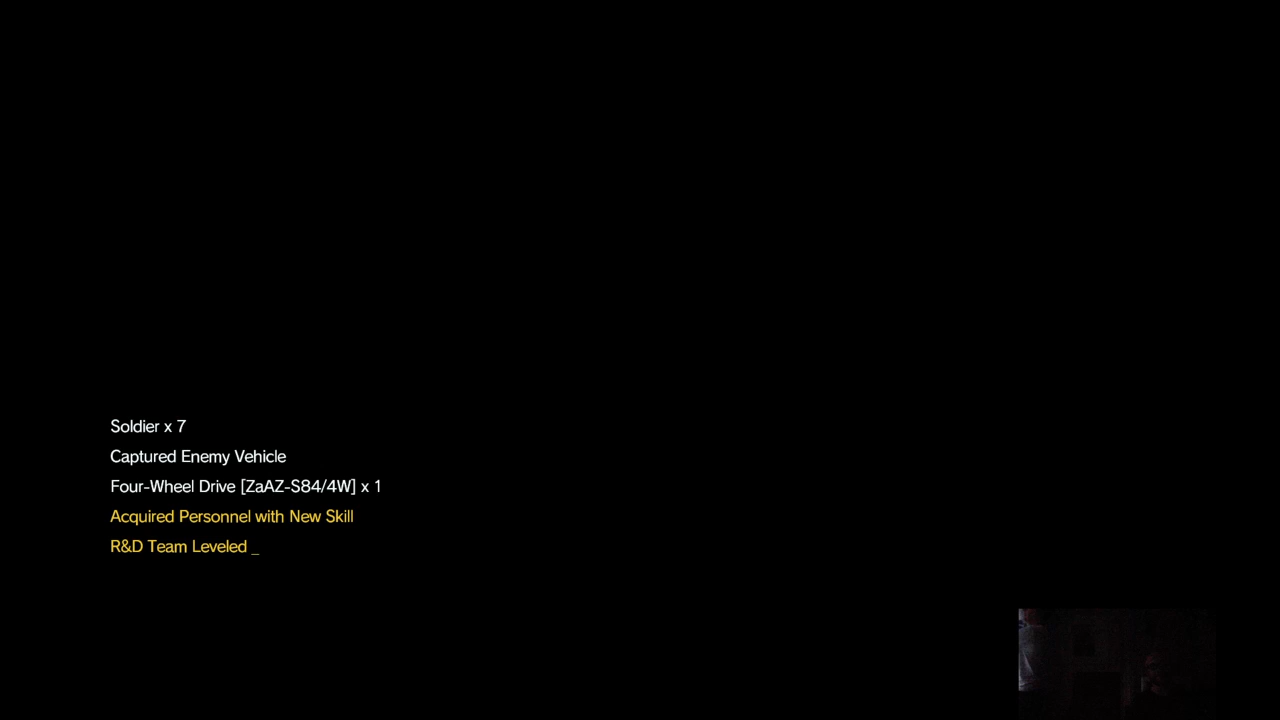 Soldier x 7
Captured Enemy Vehicle
Four-Wheel Drive [ZaAZ-S84/4W] x 1
Acquired Personnel with New Skill
R&D Team Leveled _